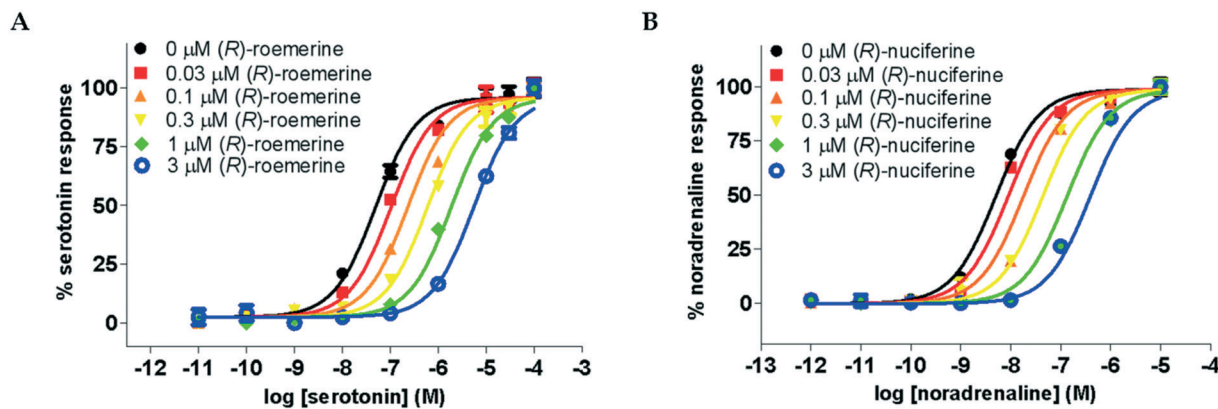 A
0 μM (R)-roemerine
0.03 μM (R)-roemerine
0.1 μM (R)-roemerine
0.3 μM (R)-roemerine
1 μM (R)-roemerine
3 μM (R)-roemerine
% serotonin response
100
75
50
25
0
-12 -11 -10 -9 -8 -7 -6 -5 -4 -3
log [serotonin] (M)
B
0 μM (R)-nuciferine
0.03 μM (R)-nuciferine
0.1 μM (R)-nuciferine
0.3 μM (R)-nuciferine
1 μM (R)-nuciferine
3 μM (R)-nuciferine
% noradrenaline response
100
75
50
25
0
-13 -12 -11 -10 -9 -8 -7 -6 -5 -4
log [noradrenaline] (M)